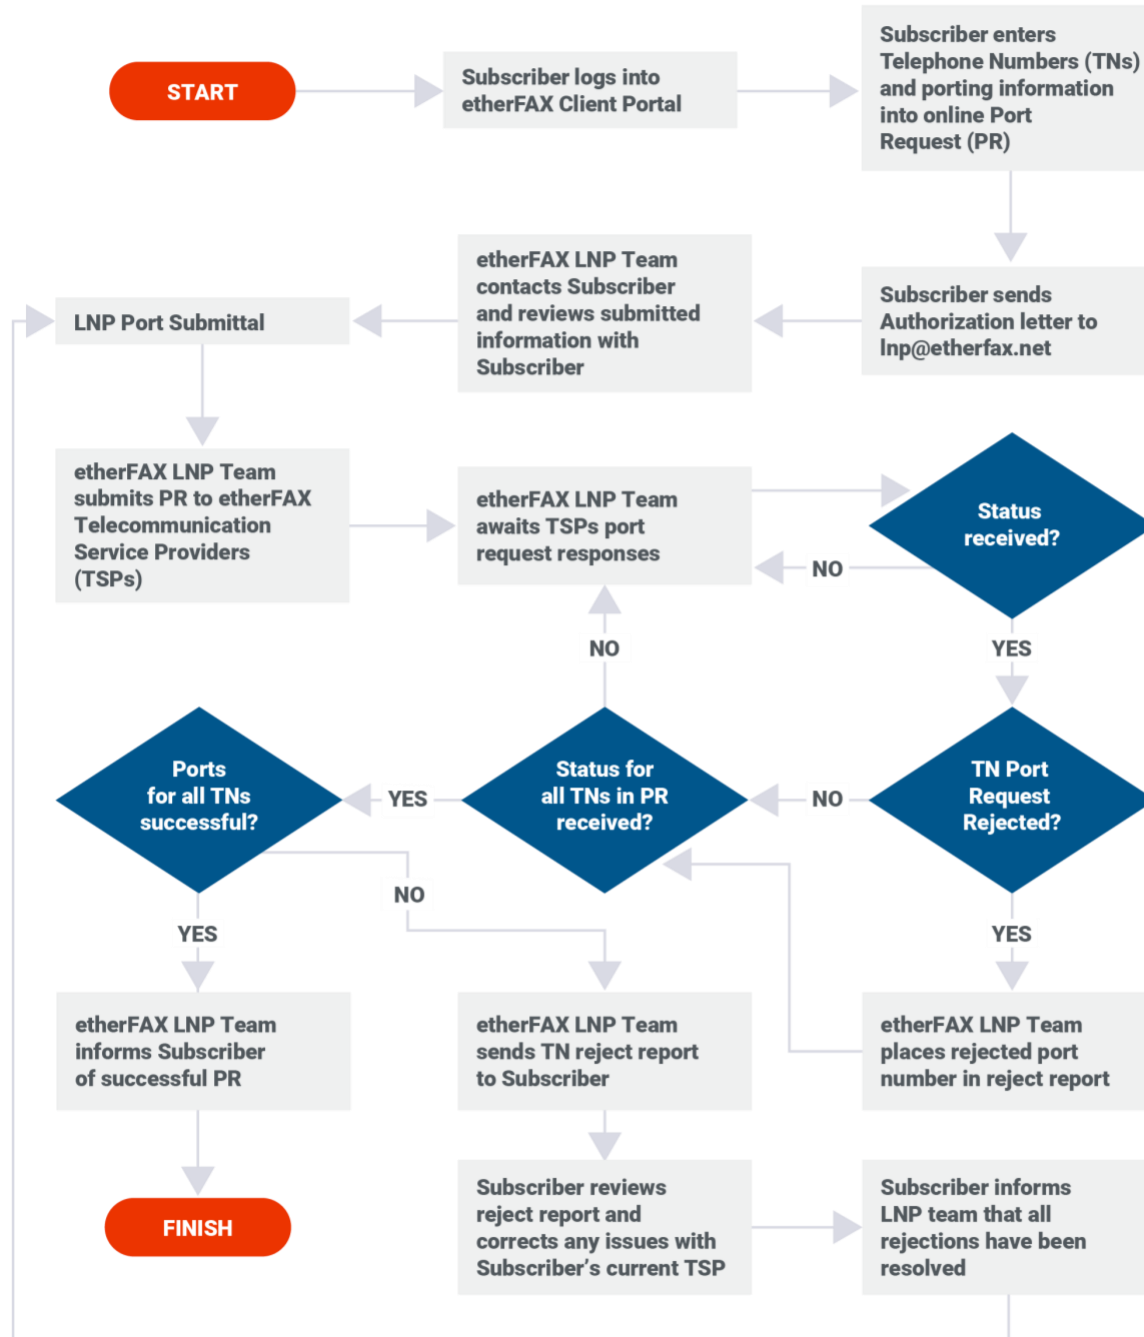 START
Subscriber logs into
etherFAX Client Portal
Subscriber enters
Telephone Numbers (TNs)
and porting information
into online Port
Request (PR)
Subscriber sends
Authorization letter to
lnp@etherfax.net
etherFAX LNP Team
contacts Subscriber
and reviews submitted
information with
Subscriber
LNP Port Submittal
etherFAX LNP Team
submits PR to etherFAX
Telecommunication
Service Providers
(TSPs)
etherFAX LNP Team
awaits TSPs port
request responses
Status
received?
NO
YES
TN Port
Request
Rejected?
NO
YES
Status for
all TNs in PR
received?
NO
YES
Ports
for all TNs
successful?
NO
YES
etherFAX LNP Team
informs Subscriber
of successful PR
FINISH
etherFAX LNP Team
sends TN reject report
to Subscriber
etherFAX LNP Team
places rejected port
number in reject report
Subscriber reviews
reject report and
corrects any issues with
Subscriber's current TSP
Subscriber informs
LNP team that all
rejections have been
resolved